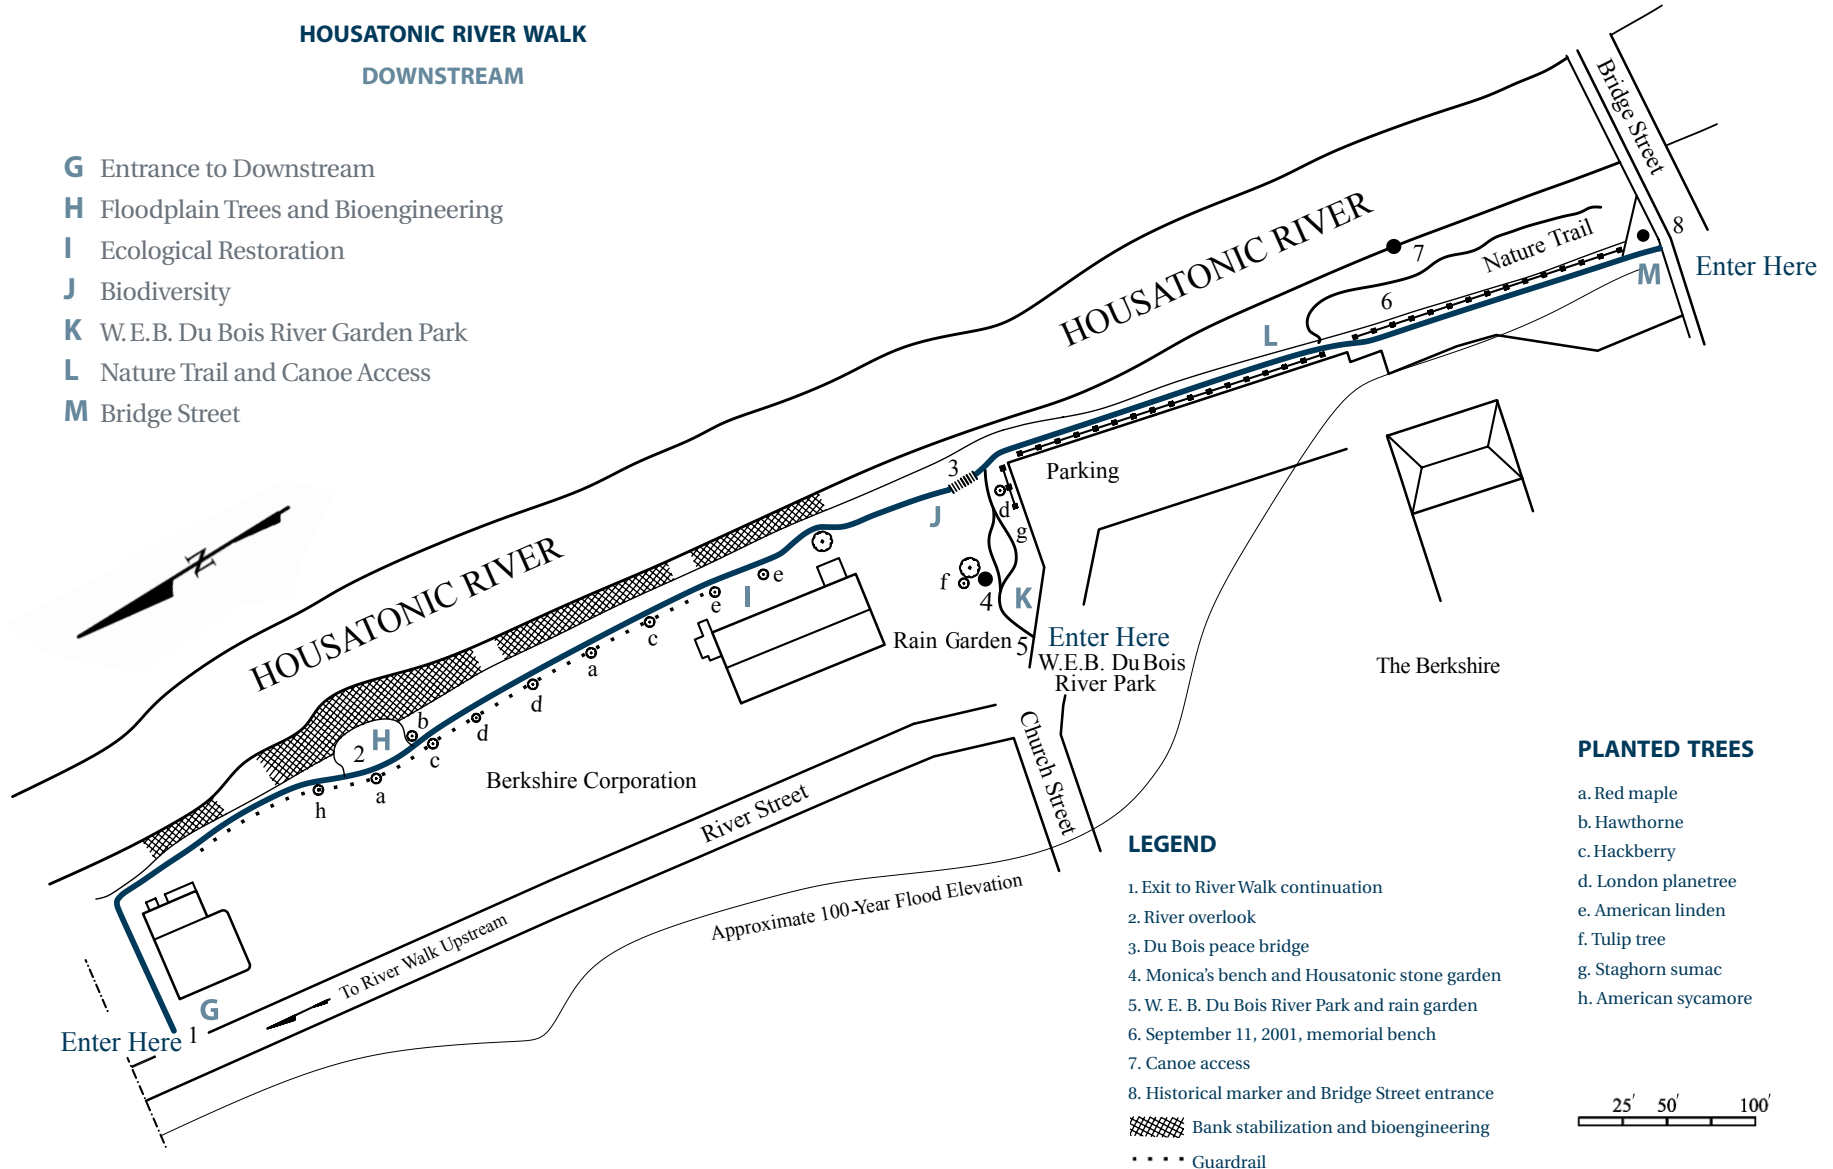 HOUSATONIC RIVER WALK
DOWNSTREAM
G Entrance to Downstream
H Floodplain Trees and Bioengineering
I Ecological Restoration
J Biodiversity
K W.E.B. Du Bois River Garden Park
L Nature Trail and Canoe Access
M Bridge Street
N
HOUSATONIC RIVER
HOUSATONIC RIVER
Bridge Street
8
Enter Here
M
Nature Trail
7
6
L
3
Parking
J
d
g
f
4
K
Rain Garden
5
Enter Here
W.E.B. Du Bois
River Park
The Berkshire
e
I
e
c
a
d
d
b
H
2
c
a
h
Berkshire Corporation
River Street
Church Street
Approximate 100-Year Flood Elevation
To River Walk Upstream
G
1
Enter Here
LEGEND
1. Exit to River Walk continuation
2. River overlook
3. Du Bois peace bridge
4. Monica's bench and Housatonic stone garden
5. W. E. B. Du Bois River Park and rain garden
6. September 11, 2001, memorial bench
7. Canoe access
8. Historical marker and Bridge Street entrance
Bank stabilization and bioengineering
Guardrail
PLANTED TREES
a. Red maple
b. Hawthorne
c. Hackberry
d. London planetree
e. American linden
f. Tulip tree
g. Staghorn sumac
h. American sycamore
25' 50' 100'